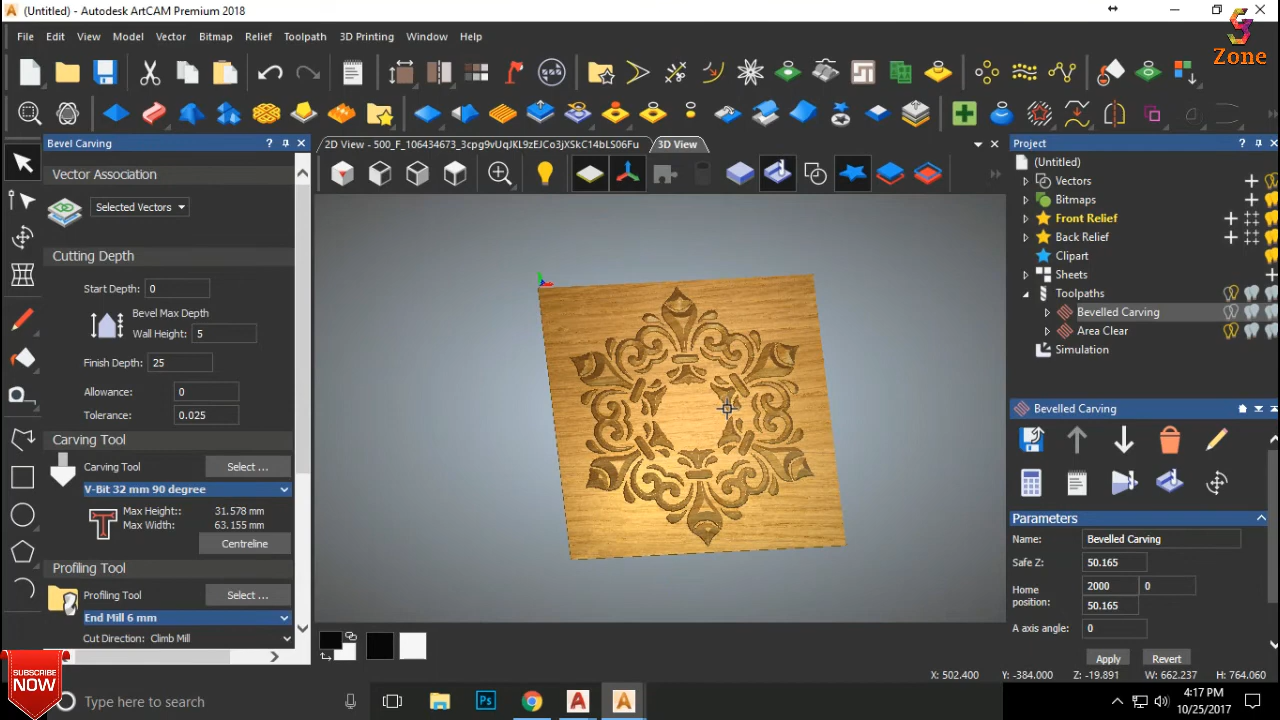 (Untitled) - Autodesk ArtCAM Premium 2018
Zone
File Edit View Model Vector Bitmap Relief Toolpath 3D Printing Window Help
Bevel Carving
2D View - 500_F_106434673_3cpg9vUqJKL9zEJCo3jXSkC14bLS06Fu
3D View
Vector Association
Selected Vectors
Cutting Depth
Start Depth: 0
Bevel Max Depth
Wall Height: 5
Finish Depth: 25
Allowance: 0
Tolerance: 0.025
Carving Tool
Carving Tool Select ...
V-Bit 32 mm 90 degree
Max Height:: 31.578 mm
Max Width: 63.155 mm
Centreline
Profiling Tool
Profiling Tool Select ...
End Mill 6 mm
Cut Direction: Climb Mill
Project
(Untitled)
Vectors
Bitmaps
Front Relief
Back Relief
Clipart
Sheets
Toolpaths
Bevelled Carving
Area Clear
Simulation
Bevelled Carving
Parameters
Name: Bevelled Carving
Safe Z: 50.165
Home position: 2000 0
50.165
A axis angle: 0
Apply Revert
X: 502.400 Y: -384.000 Z: -19.891 W: 662.237 H: 764.060
SUBSCRIBE
NOW
Type here to search
Ps
4:17 PM
10/25/2017